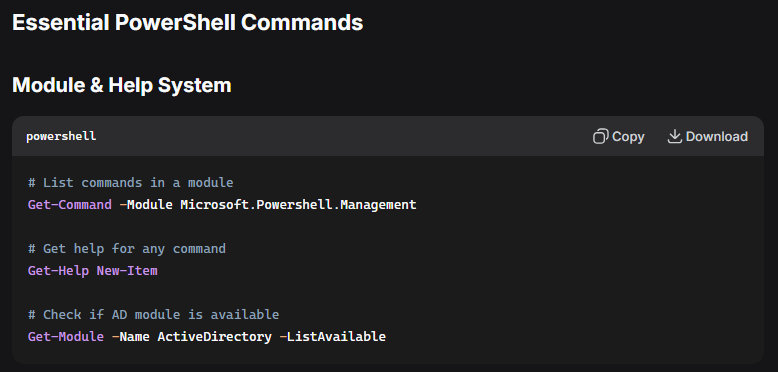 Essential PowerShell Commands
Module & Help System
powershell Copy Download
# List commands in a module
Get-Command -Module Microsoft.Powershell.Management
# Get help for any command
Get-Help New-Item
# Check if AD module is available
Get-Module -Name ActiveDirectory -ListAvailable